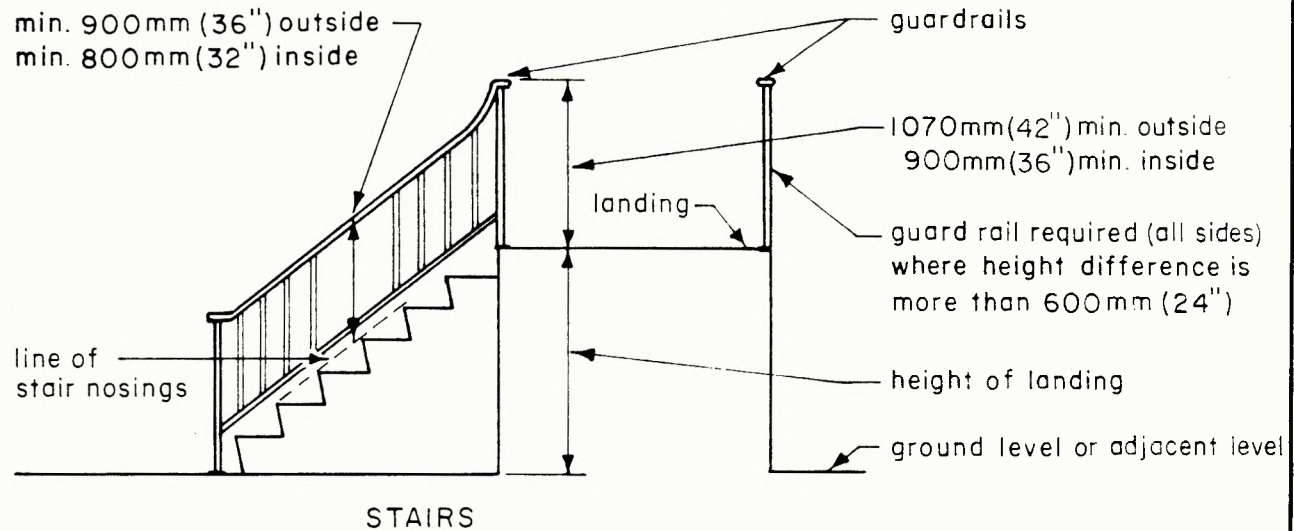 min. 900mm (36") outside
min. 800mm (32") inside
guardrails
1070mm (42") min. outside
900mm (36") min. inside
landing
guard rail required (all sides)
where height difference is
more than 600mm (24")
line of
stair nosings
height of landing
ground level or adjacent level
STAIRS